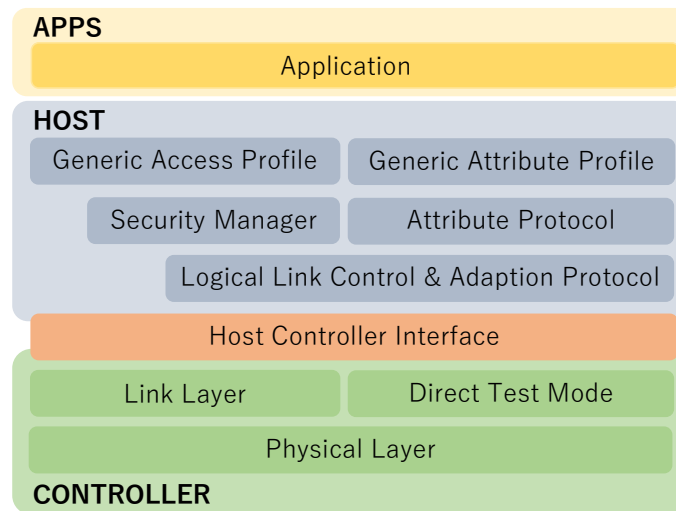 APPS
Application
HOST
Generic Access Profile
Generic Attribute Profile
Security Manager
Attribute Protocol
Logical Link Control & Adaption Protocol
Host Controller Interface
Link Layer
Direct Test Mode
Physical Layer
CONTROLLER